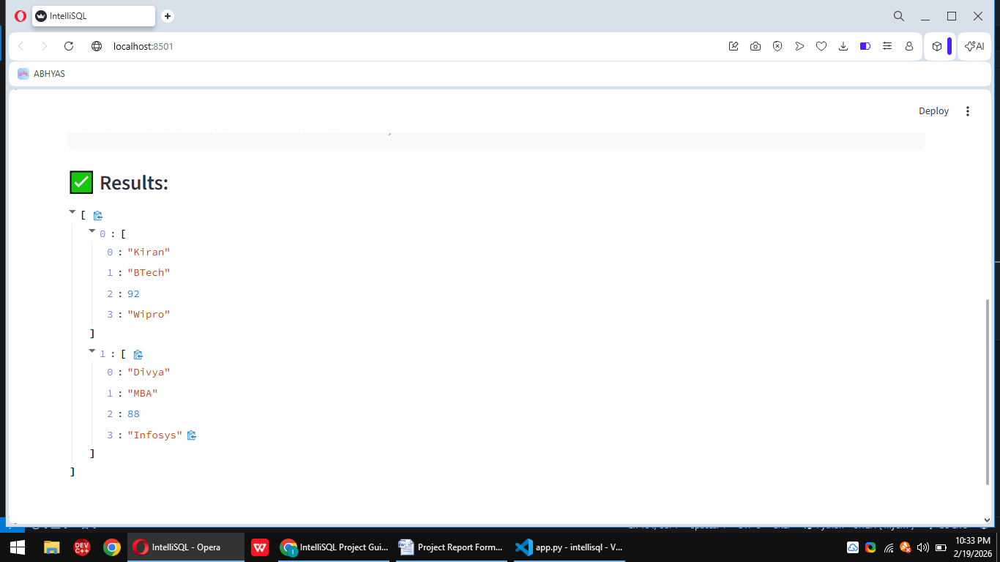 IntelliSQL
localhost:8501
AI
ABHYAS
Deploy
Results:
[
0 : [
0 : "Kiran"
1 : "BTech"
2 : 92
3 : "Wipro"
]
1 : [
0 : "Divya"
1 : "MBA"
2 : 88
3 : "Infosys"
]
]
DEV C++
IntelliSQL - Opera
W
IntelliSQL Project Gui...
Project Report Form...
app.py - intellisql - V...
10:33 PM
2/19/2026